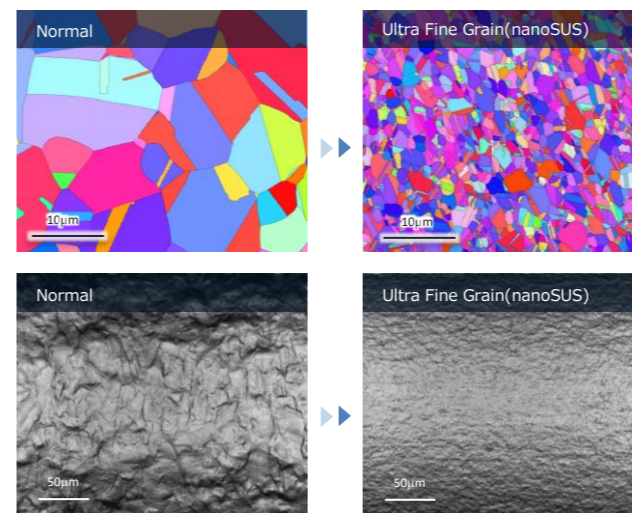 Normal
Ultra Fine Grain(nanoSUS)
10μm
10μm
Normal
Ultra Fine Grain(nanoSUS)
50μm
50μm